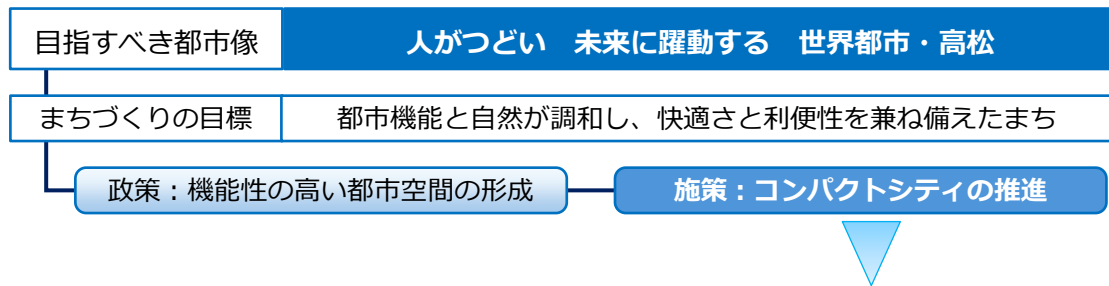 目指すべき都市像
人がつどい　未来に躍動する　世界都市・高松
まちづくりの目標
都市機能と自然が調和し、快適さと利便性を兼ね備えたまち
政策：機能性の高い都市空間の形成
施策：コンパクトシティの推進